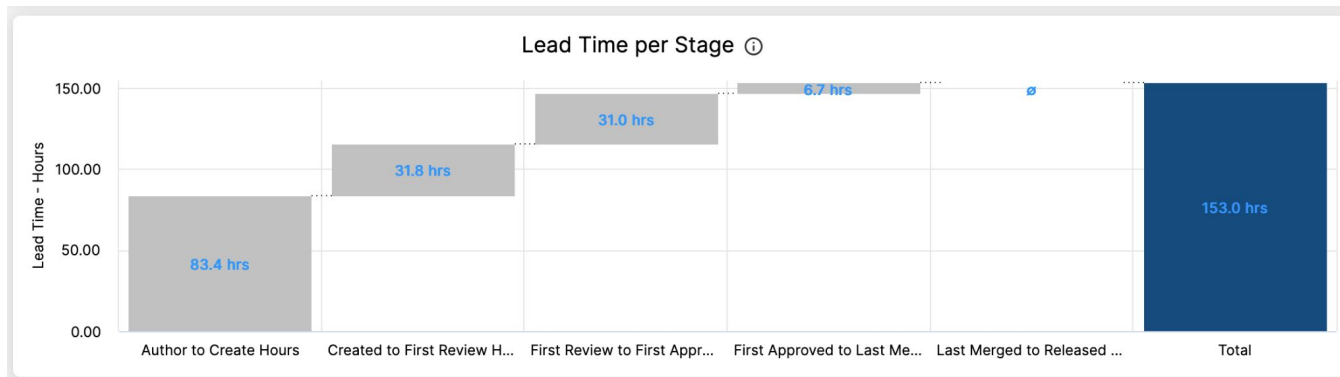 Lead Time per Stage
Lead Time - Hours
150.00
100.00
50.00
0.00
83.4 hrs
31.8 hrs
31.0 hrs
6.7 hrs
ø
153.0 hrs
Author to Create Hours
Created to First Review H...
First Review to First Appr...
First Approved to Last Me...
Last Merged to Released ...
Total